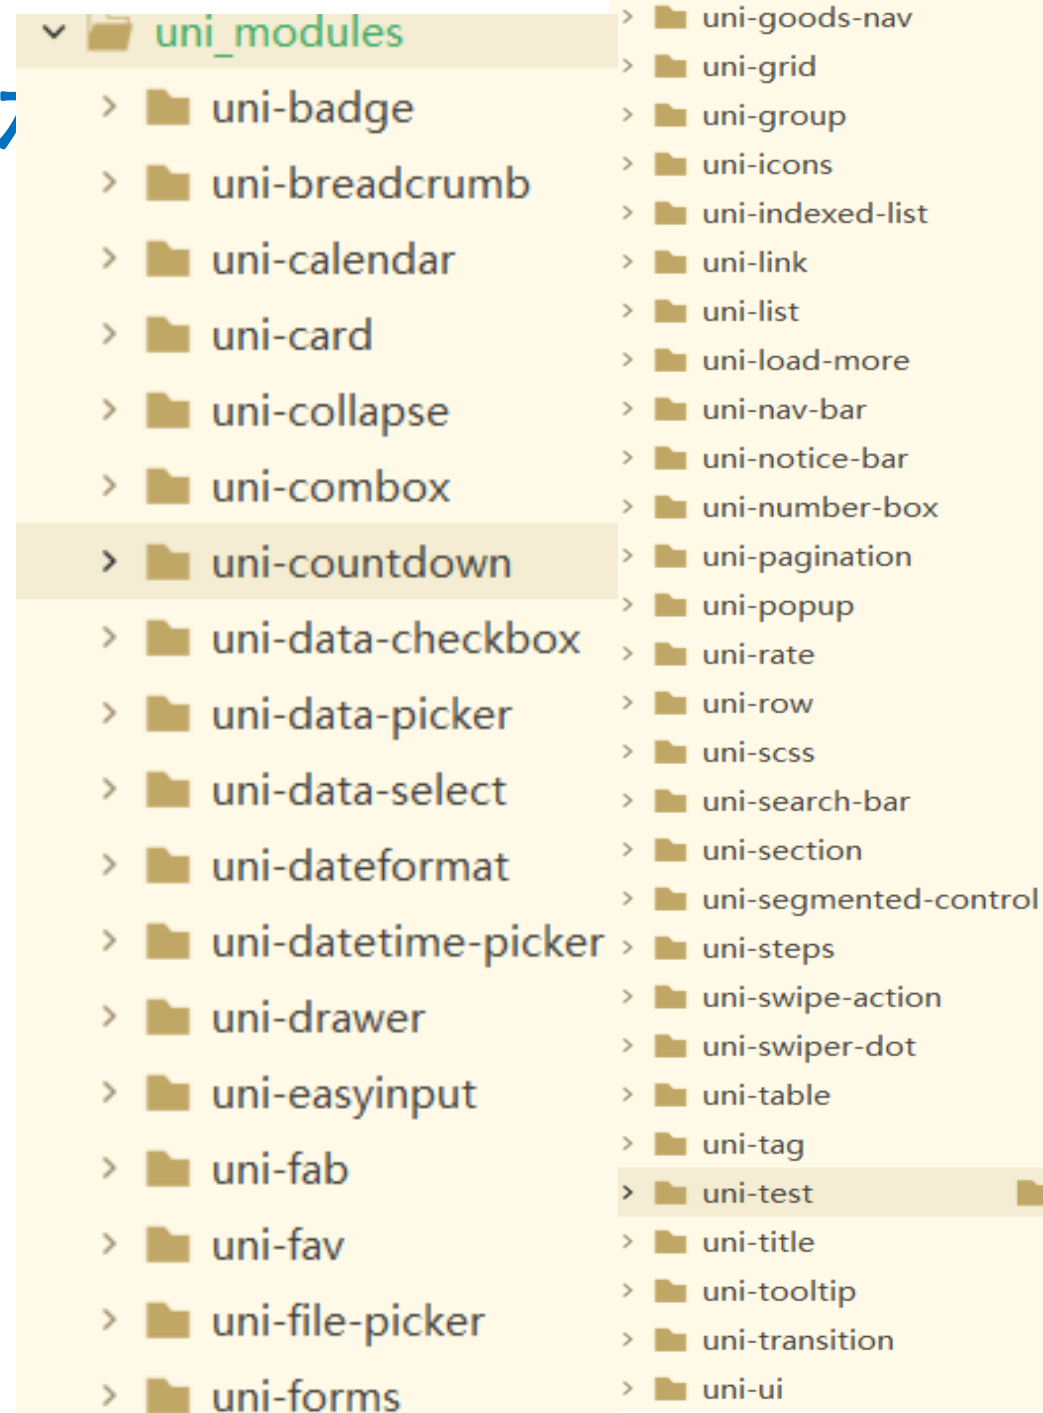 uni_modules
uni-badge
uni-breadcrumb
uni-calendar
uni-card
uni-collapse
uni-combox
uni-countdown
uni-data-checkbox
uni-data-picker
uni-data-select
uni-dateformat
uni-datetime-picker
uni-drawer
uni-easyinput
uni-fab
uni-fav
uni-file-picker
uni-forms
uni-goods-nav
uni-grid
uni-group
uni-icons
uni-indexed-list
uni-link
uni-list
uni-load-more
uni-nav-bar
uni-notice-bar
uni-number-box
uni-pagination
uni-popup
uni-rate
uni-row
uni-scss
uni-search-bar
uni-section
uni-segmented-control
uni-steps
uni-swipe-action
uni-swiper-dot
uni-table
uni-tag
uni-test
uni-title
uni-tooltip
uni-transition
uni-ui